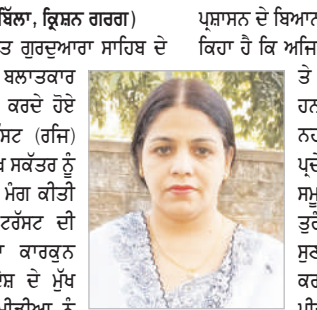 ਬਿੱਲਾ, ਕ੍ਰਿਸ਼ਨ ਗਰਗ)
ਤ ਗੁਰਦੁਆਰਾ ਸਾਹਿਬ ਦੇ
ਬਲਾਤਕਾਰ
ਕਰਦੇ ਹੋਏ
ਸਟ (ਰਜਿ)
ਖ ਸਕੱਤਰ ਨੂੰ
ਮੰਗ ਕੀਤੀ
ਟਰੱਸਟ ਦੀ
ਕਾਰਕੁਨ
ਸ਼ ਦੇ ਮੁੱਖ
ਮੀਡੀਆ ਨੂੰ
ਪ੍ਰਸ਼ਾਸਨ ਦੇ ਬਿਆਨ
ਕਿਹਾ ਹੈ ਕਿ ਅਜਿ
ਤੇ
ਹਨ
ਨਹ
ਪ੍ਰਦੇ
ਸਮੂ
ਤੁਰੰ
ਸੁਣ
ਕਰ